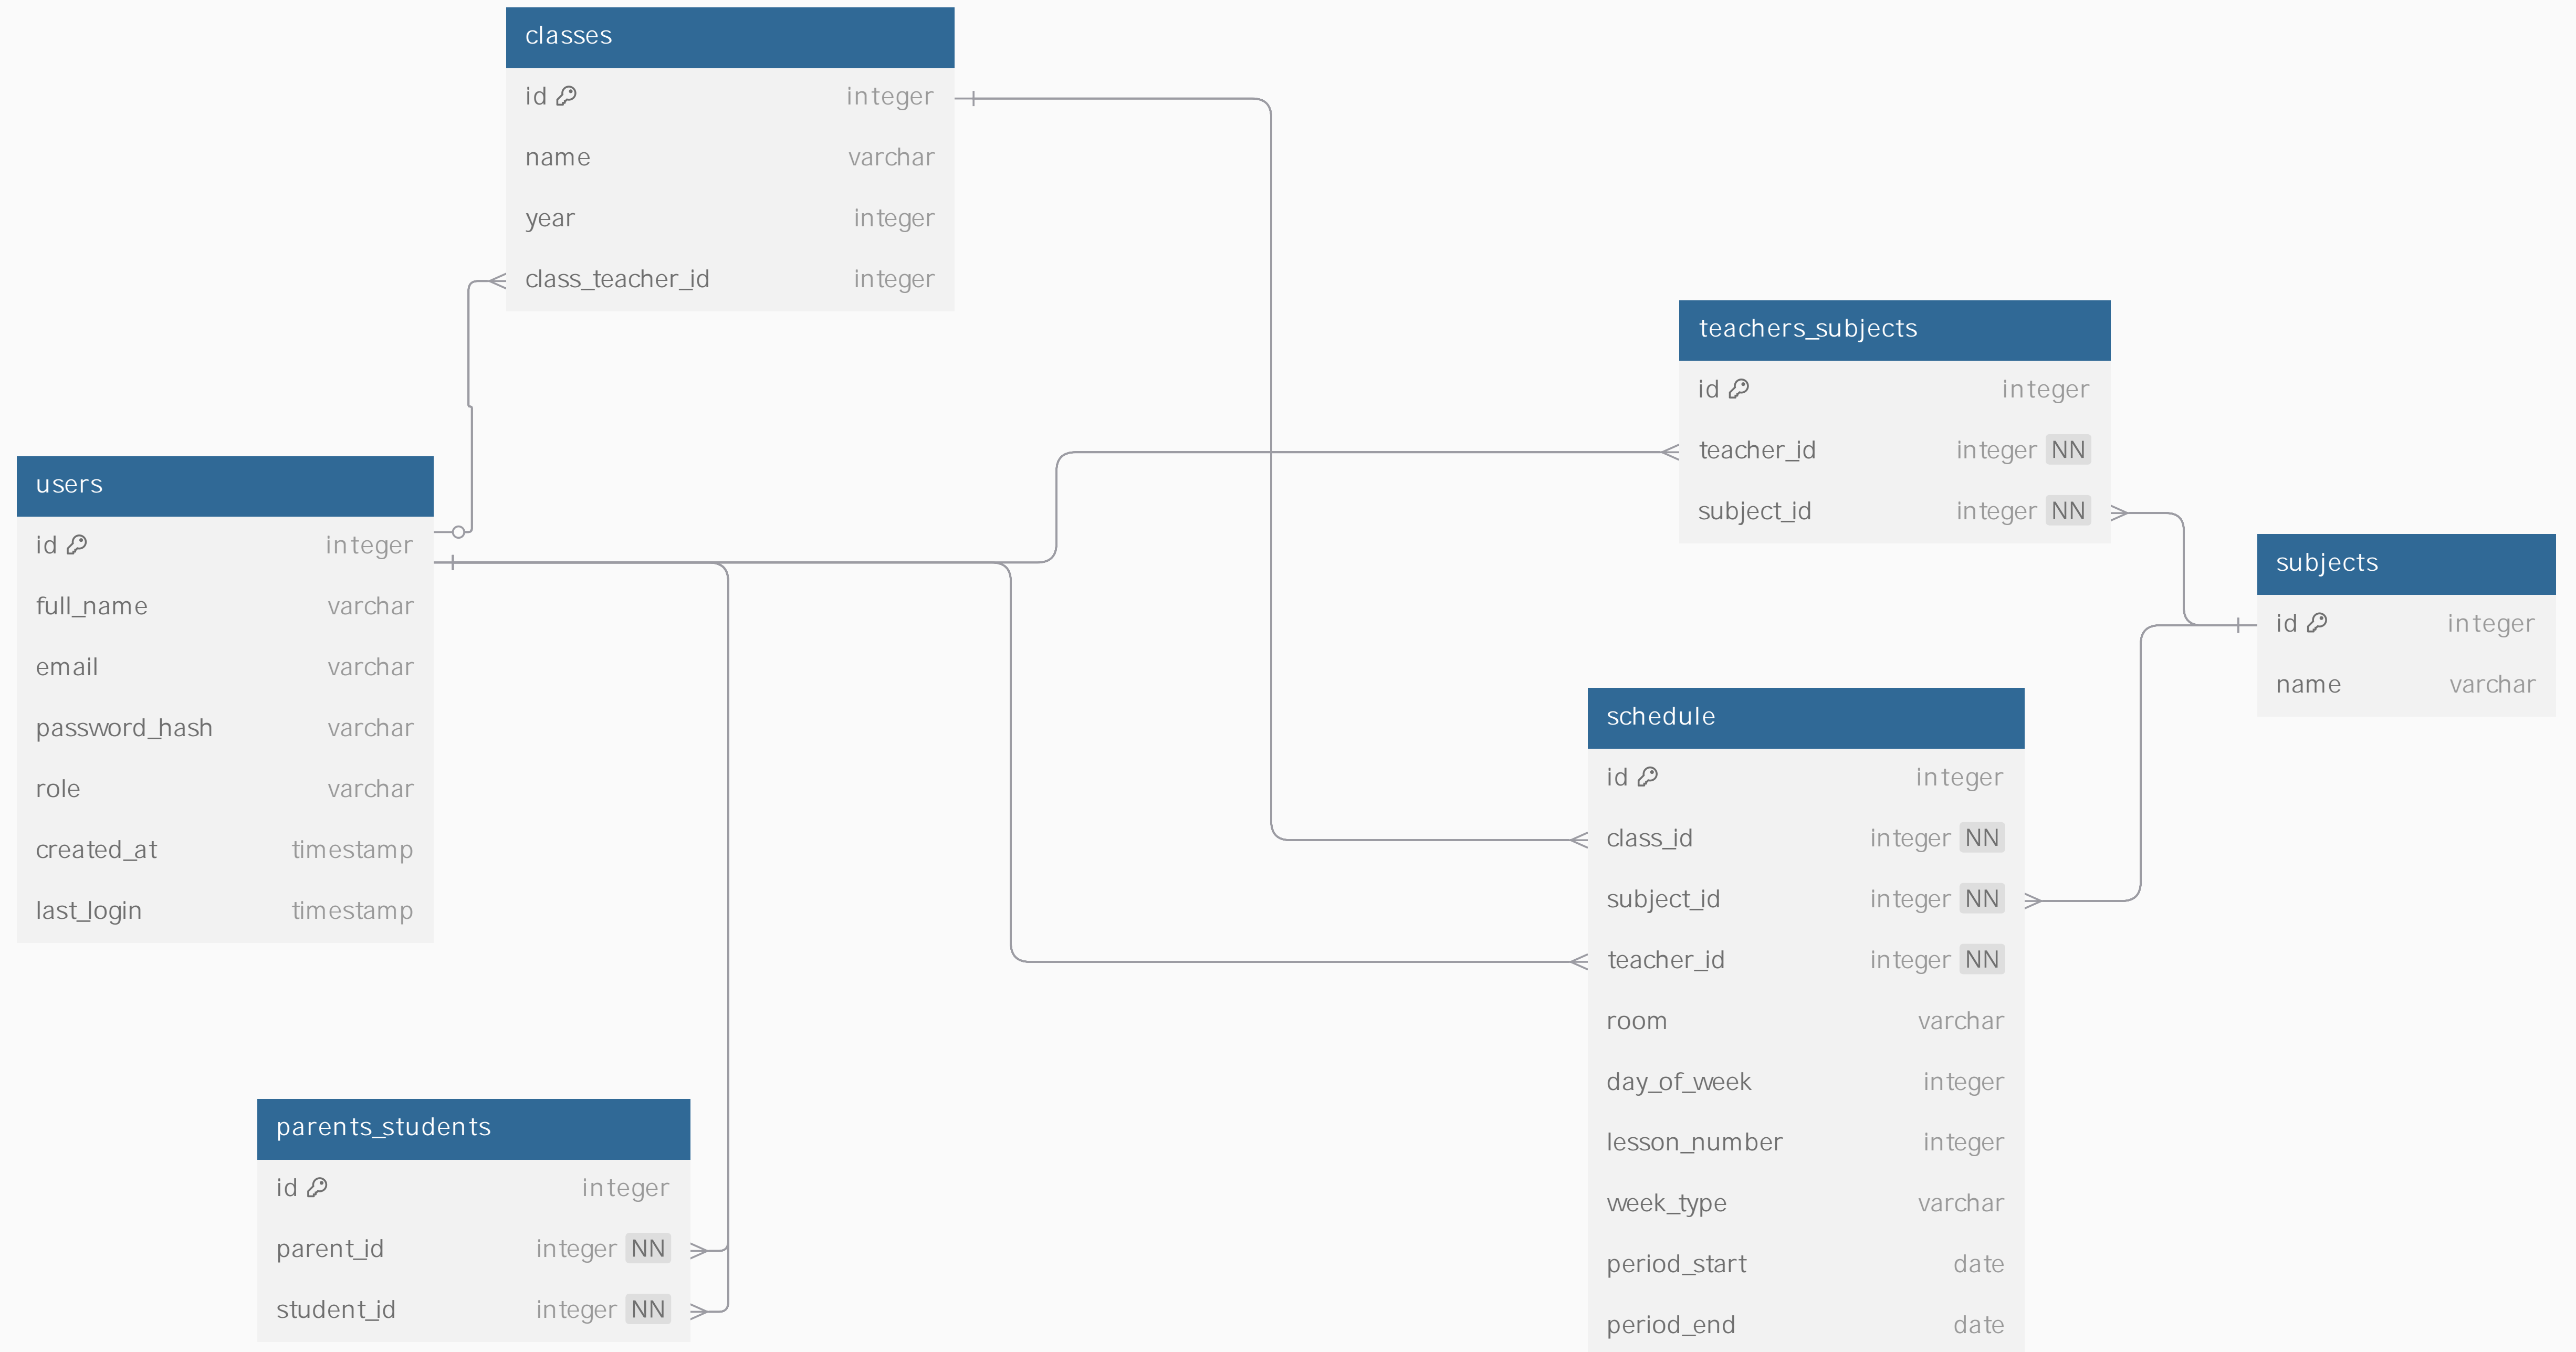 classes
id integer
name varchar
year integer
class_teacher_id integer
users
id integer
full_name varchar
email varchar
password_hash varchar
role varchar
created_at timestamp
last_login timestamp
parents_students
id integer
parent_id integer NN
student_id integer NN
teachers_subjects
id integer
teacher_id integer NN
subject_id integer NN
subjects
id integer
name varchar
schedule
id integer
class_id integer NN
subject_id integer NN
teacher_id integer NN
room varchar
day_of_week integer
lesson_number integer
week_type varchar
period_start date
period_end date